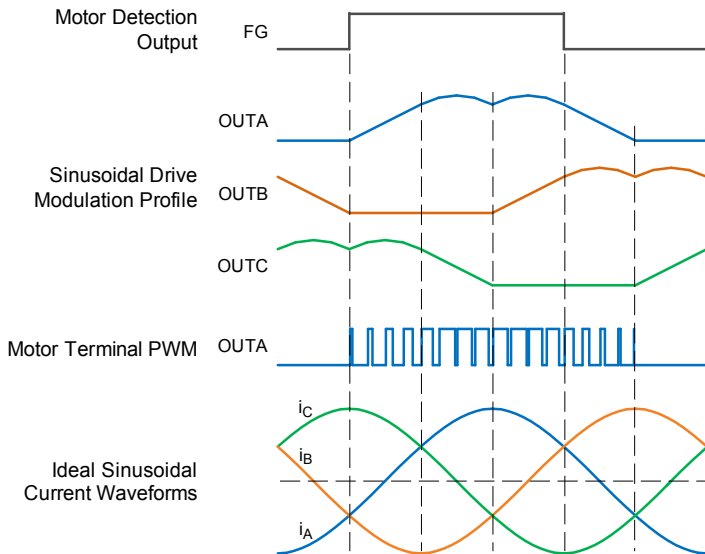 Motor Detection
Output
FG
OUTA
Sinusoidal Drive
Modulation Profile
OUTB
OUTC
Motor Terminal PWM
OUTA
iC
iB
Ideal Sinusoidal
Current Waveforms
iA